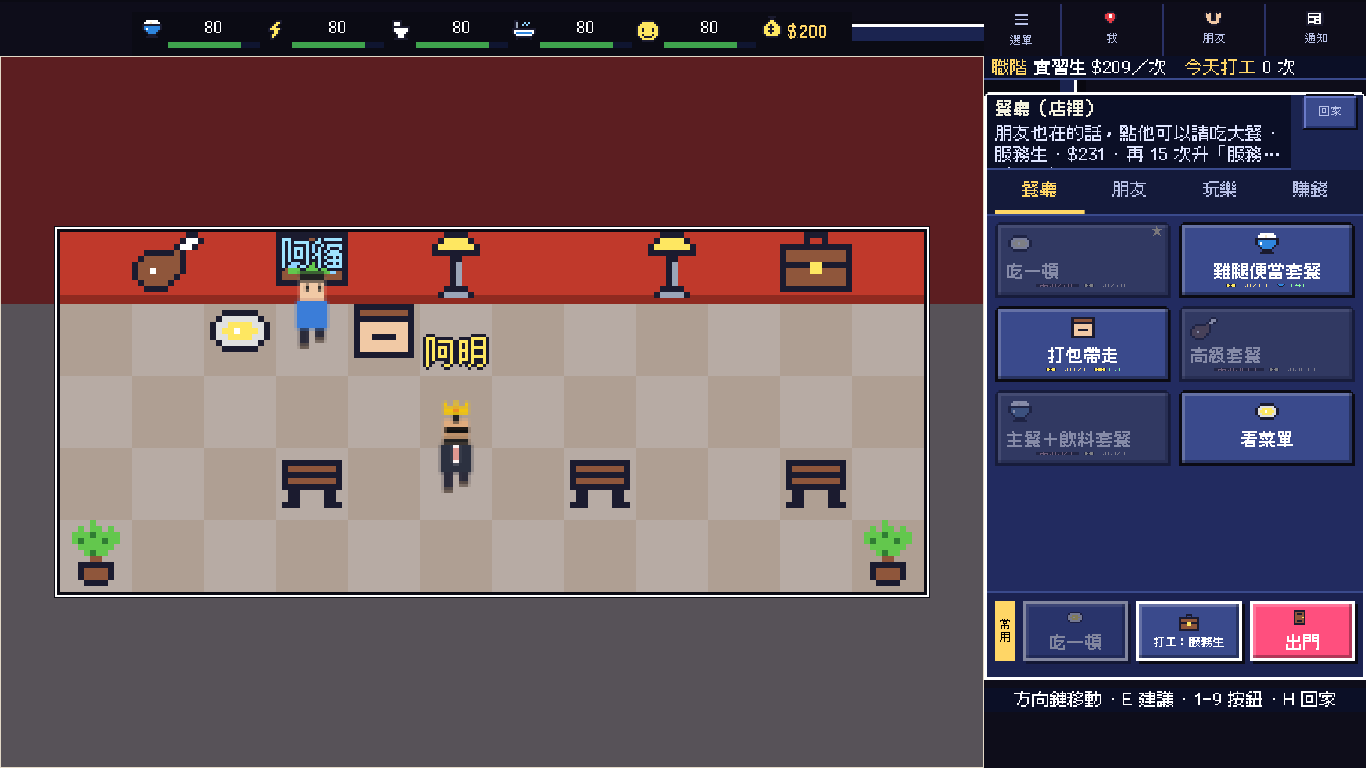 80 80 80 80 80 $200
選單 我 朋友 通知
職階 實習生 $209／次 今天打工 0 次
餐廳（店裡）
回家
朋友也在的話，點他可以請吃大餐．
服務生．$231．再 15 次升「服務…
餐廳 朋友 玩樂 賺錢
吃一頓
雞腿便當套餐
打包帶走
高級套餐
主餐＋飲料套餐
看菜單
常用
吃一頓
打工：服務生
出門
方向鍵移動．E 建議．1-9 按鈕．H 回家
阿明